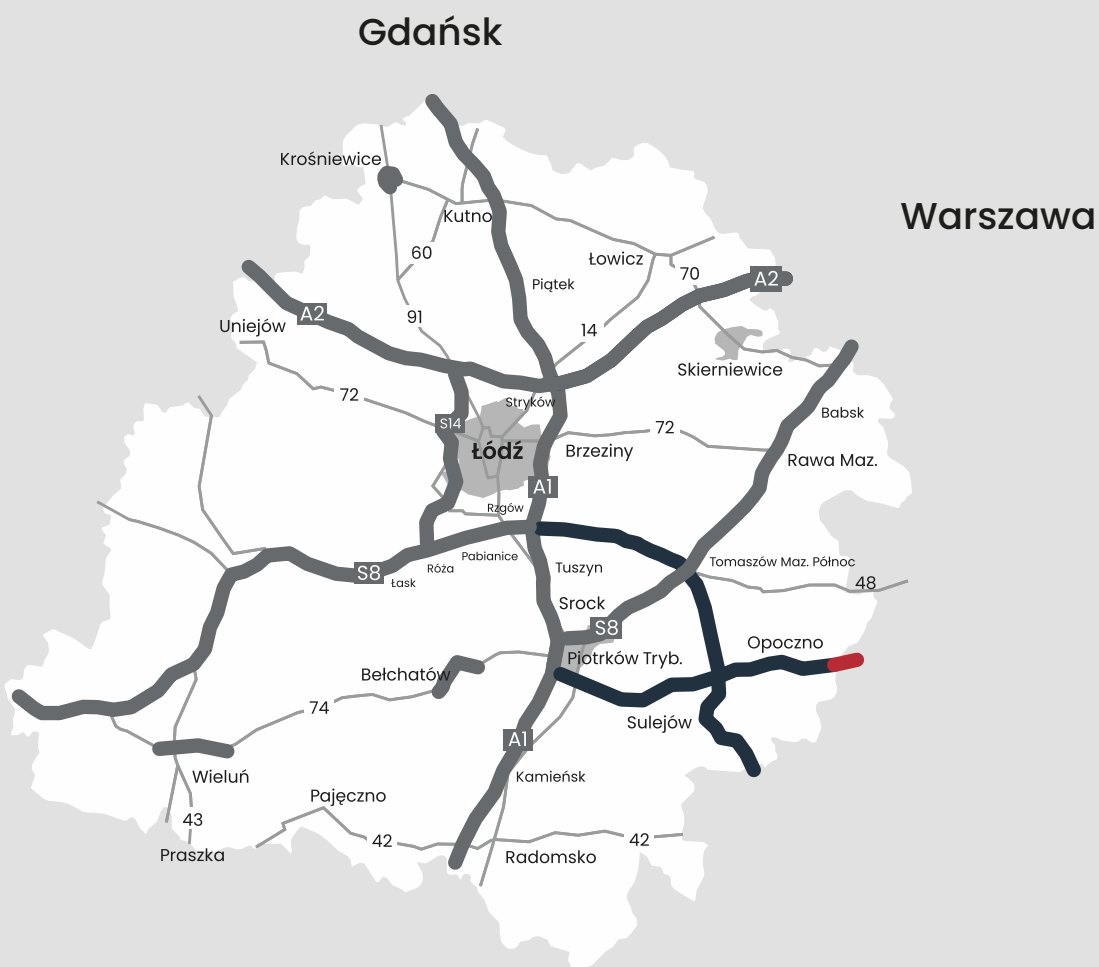 Gdańsk
Krośniewice
Warszawa
Kutno
60
Łowicz
70
A2
Piątek
A2
91
14
Uniejów
Skierniewice
72
Stryków
Babsk
S14
72
Łódź
Brzeziny
Rawa Maz.
A1
Rzgów
Pabianice
Tomaszów Maz. Północ
S8
Róża
Tuszyn
Łask
48
Srock
S8
Opoczno
Piotrków Tryb.
Bełchatów
74
Sulejów
A1
Wieluń
Kamieńsk
Pajęczno
43
42
42
Praszka
Radomsko